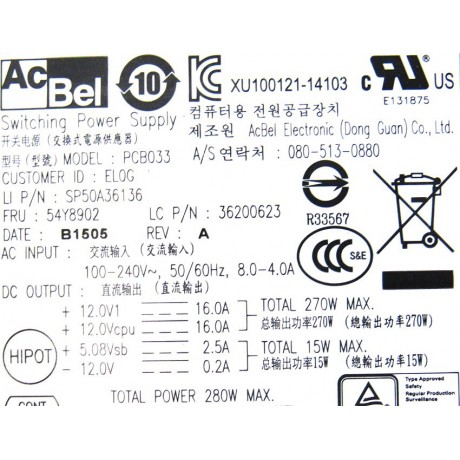 AcBel
10
XU100121-14103
c RU US
E131875
Switching Power Supply
컴퓨터용 전원공급장치
开关电源 (交換式電源供應器)
제조원 AcBel Electronic (Dong Guan) Co., Ltd.
型号(型號) MODEL : PCB033
A/S 연락처 : 080-513-0880
CUSTOMER ID : ELOG
LI P/N : SP50A36136
FRU : 54Y8902
LC P/N : 36200623
R33567
DATE : B1505 REV : A
CCC S&E
AC INPUT : 交流输入 (交流輸入)
100-240V~, 50/60Hz, 8.0-4.0A
DC OUTPUT : 直流输出 (直流輸出)
+ 12.0V1 16.0A TOTAL 270W MAX.
+ 12.0Vcpu 16.0A 总输出功率270W (總輸出功率270W)
HIPOT
+ 5.08Vsb 2.5A TOTAL 15W MAX.
- 12.0V 0.2A 总输出功率15W (總輸出功率15W)
TOTAL POWER 280W MAX.
CONT
Type Approved
Safety
Regular Production
Surveillance